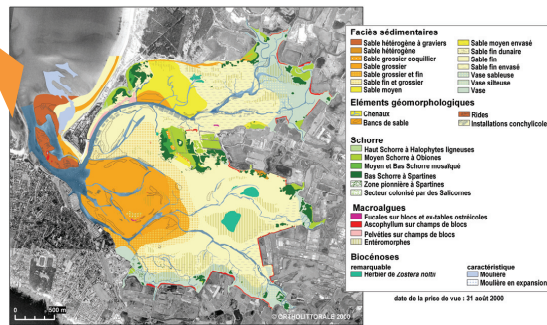 Faciès sédimentaires
Sable hétérogène à graviers
Sable hétérogène
Sable grossier coquillier
Sable grossier
Sable grossier et fin
Sable fin et grossier
Sable moyen
Sable moyen envasé
Sable fin dunaire
Sable fin
Sable fin envasé
Vase sableuse
Vase silteuse
Vase
Eléments géomorphologiques
Chenaux
Bancs de sable
Rides
Installations conchylicole
Schorre
Haut Schorre à Halophytes ligneuses
Moyen Schorre à Obiones
Moyen et Bas Schorre mosaïqué
Bas Schorre à Spartines
Zone pionnière à Spartines
Secteur colonisé par des Salicornes
Macroalgues
Fucales sur blocs et ex-tables ostréicoles
Ascophyllum sur champs de blocs
Pelvéties sur champs de blocs
Entéromorphes
Biocénoses
remarquable
Herbier de Zostera noltii
caractéristique
Moulière
Moulière en expansion
date de la prise de vue : 31 août 2000
0 500 m
© ORTHOLITTORALE 2000